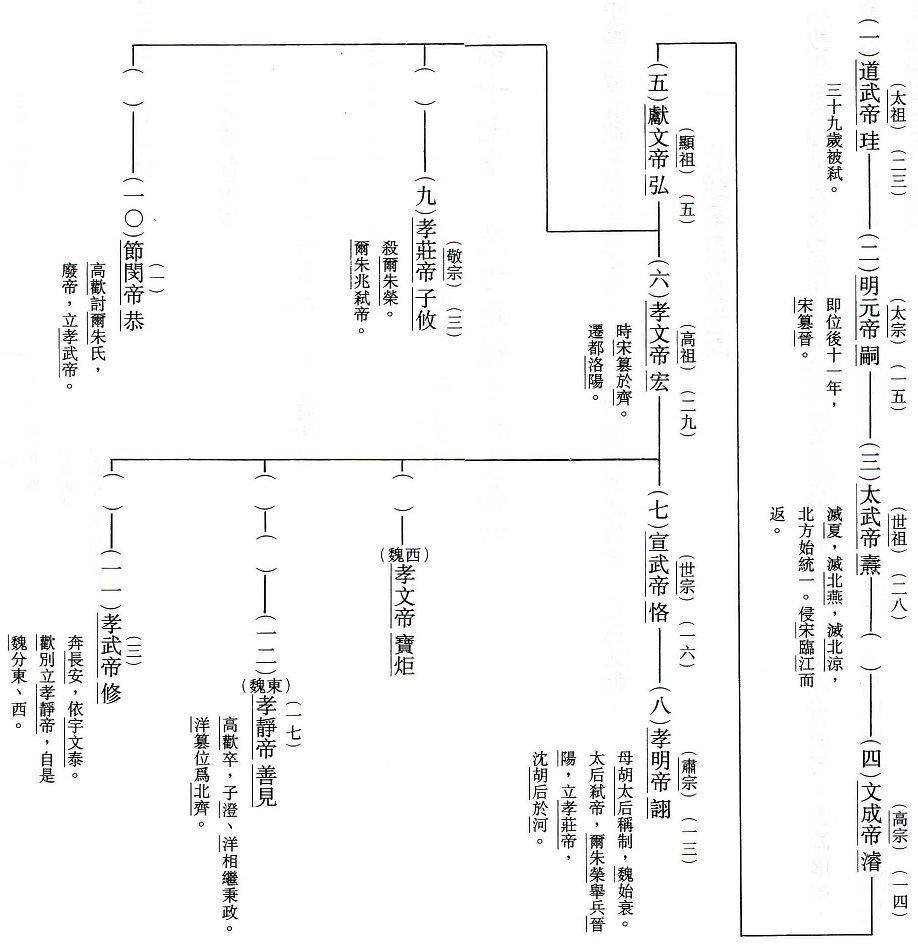 (一)道武帝 珪
(太祖) (二三)
三十九歲被弒。
(二)明元帝 嗣
(太宗) (一五)
即位後十一年,
宋篡晉。
(三)太武帝 燾
(世祖) (二八)
滅夏,滅北燕,滅北涼,
北方始統一。侵宋臨江而
返。
( )
(四)文成帝 濬
(高宗) (一四)
(五)獻文帝 弘
(顯祖) (五)
(六)孝文帝 宏
(高祖) (二九)
時宋篡於齊。
遷都洛陽。
(七)宣武帝 恪
(世宗) (一六)
(八)孝明帝 詡
(肅宗) (一三)
母胡太后稱制,魏始衰。
太后弒帝,爾朱榮舉兵晉
陽,立孝莊帝,
沈胡后於河。
( )
(九)孝莊帝 子攸
(敬宗) (三)
殺爾朱榮。
爾朱兆弒帝。
( )
(一〇)節閔帝 恭
(一)
高歡討爾朱氏,
廢帝,立孝武帝。
( )
(西魏)
孝文帝 寶炬
( )
( )
(一二)
(東魏)
孝靜帝 善見
(一七)
高歡卒,子澄、洋相繼秉政。
洋篡位爲北齊。
( )
(一一)孝武帝 修
(三)
奔長安,依宇文泰。
歡別立孝靜帝,自是
魏分東、西。